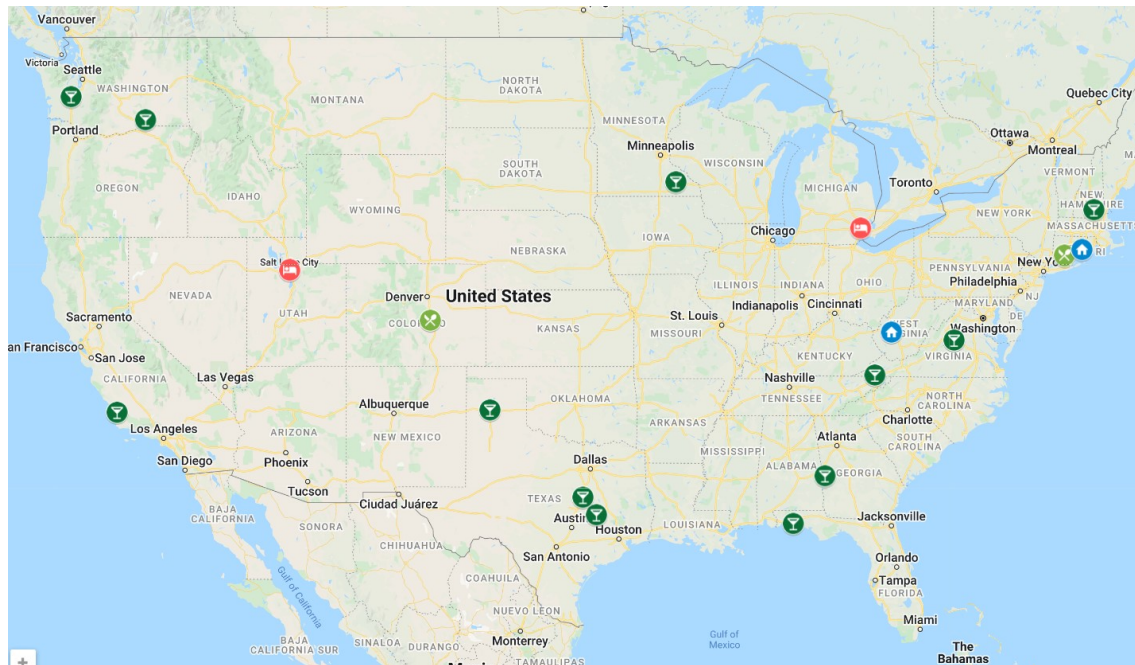 Vancouver
Victoria
Seattle
WASHINGTON
Portland
OREGON
IDAHO
MONTANA
NORTH
DAKOTA
SOUTH
DAKOTA
MINNESOTA
Minneapolis
WISCONSIN
MICHIGAN
Toronto
Ottawa
Montreal
Quebec City
VERMONT
NEW
HAMPSHIRE
MASSACHUSETT
NEW YORK
WYOMING
Salt Lake City
NEVADA
UTAH
Sacramento
an Francisco
San Jose
CALIFORNIA
Las Vegas
Los Angeles
San Diego
Denver
COLORADO
United States
NEBRASKA
KANSAS
IOWA
Chicago
ILLINOIS
INDIANA
OHIO
Indianapolis
Cincinnati
St. Louis
MISSOURI
KENTUCKY
WEST
VIRGINIA
PENNSYLVANIA
New York
RI
Philadelphia
NJ
MARYLAND
DE
Washington
VIRGINIA
Nashville
TENNESSEE
NORTH
CAROLINA
Charlotte
SOUTH
CAROLINA
Atlanta
GEORGIA
ALABAMA
MISSISSIPPI
ARKANSAS
OKLAHOMA
Albuquerque
NEW MEXICO
ARIZONA
Phoenix
Tucson
Ciudad Juárez
Dallas
TEXAS
Austin
Houston
San Antonio
LOUISIANA
Jacksonville
Orlando
Tampa
FLORIDA
Miami
The
Bahamas
Gulf of
Mexico
BAJA
CALIFORNIA
SONORA
CHIHUAHUA
Gulf of California
COAHUILA
NUEVO LEON
Monterrey
BAJA
CALIFORNIA SUR
SINALOA
DURANGO
TAMAULIPAS
+